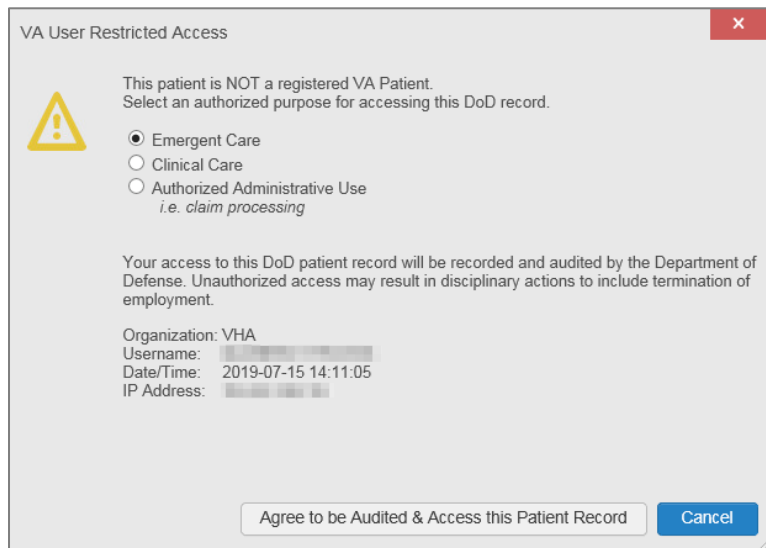 VA User Restricted Access
x
This patient is NOT a registered VA Patient.
Select an authorized purpose for accessing this DoD record.
Emergent Care
Clinical Care
Authorized Administrative Use
i.e. claim processing
Your access to this DoD patient record will be recorded and audited by the Department of
Defense. Unauthorized access may result in disciplinary actions to include termination of
employment.
Organization: VHA
Username:
Date/Time: 2019-07-15 14:11:05
IP Address:
Agree to be Audited & Access this Patient Record
Cancel